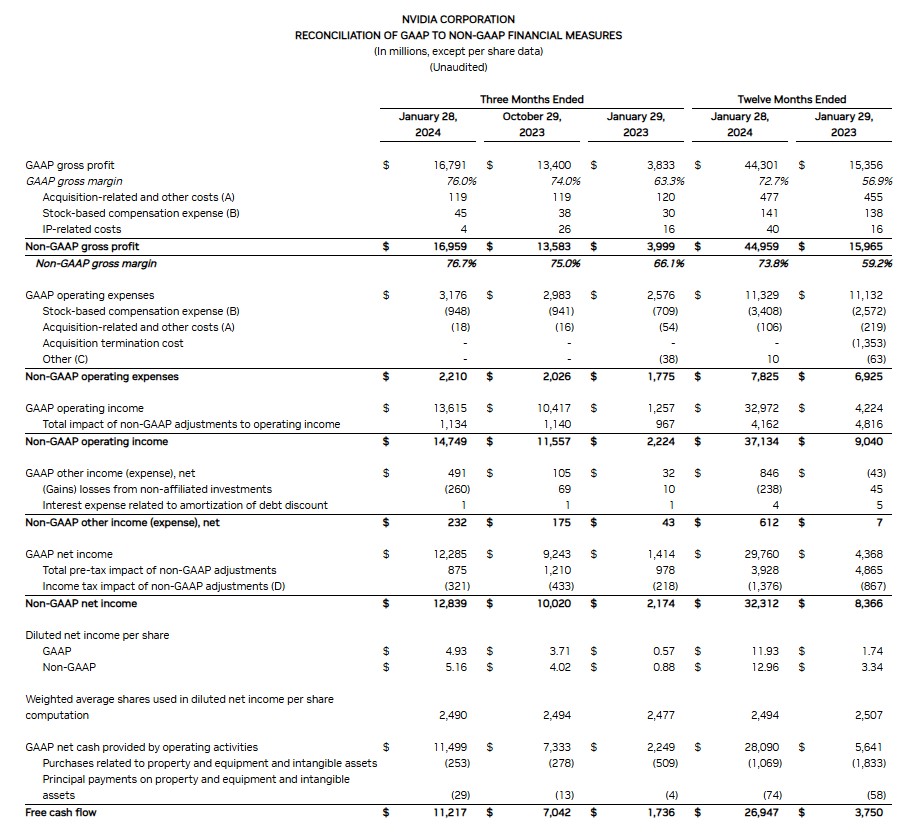 NVIDIA CORPORATION
RECONCILIATION OF GAAP TO NON-GAAP FINANCIAL MEASURES
(In millions, except per share data)
(Unaudited)
Three Months Ended Twelve Months Ended
January 28, October 29, January 29, January 28, January 29,
2024 2023 2023 2024 2023
GAAP gross profit $ 16,791 $ 13,400 $ 3,833 $ 44,301 $ 15,356
GAAP gross margin 76.0% 74.0% 63.3% 72.7% 56.9%
Acquisition-related and other costs (A) 119 119 120 477 455
Stock-based compensation expense (B) 45 38 30 141 138
IP-related costs 4 26 16 40 16
Non-GAAP gross profit $ 16,959 $ 13,583 $ 3,999 $ 44,959 $ 15,965
Non-GAAP gross margin 76.7% 75.0% 66.1% 73.8% 59.2%
GAAP operating expenses $ 3,176 $ 2,983 $ 2,576 $ 11,329 $ 11,132
Stock-based compensation expense (B) (948) (941) (709) (3,408) (2,572)
Acquisition-related and other costs (A) (18) (16) (54) (106) (219)
Acquisition termination cost - - - - (1,353)
Other (C) - - (38) 10 (63)
Non-GAAP operating expenses $ 2,210 $ 2,026 $ 1,775 $ 7,825 $ 6,925
GAAP operating income $ 13,615 $ 10,417 $ 1,257 $ 32,972 $ 4,224
Total impact of non-GAAP adjustments to operating income 1,134 1,140 967 4,162 4,816
Non-GAAP operating income $ 14,749 $ 11,557 $ 2,224 $ 37,134 $ 9,040
GAAP other income (expense), net $ 491 $ 105 $ 32 $ 846 $ (43)
(Gains) losses from non-affiliated investments (260) 69 10 (238) 45
Interest expense related to amortization of debt discount 1 1 1 4 5
Non-GAAP other income (expense), net $ 232 $ 175 $ 43 $ 612 $ 7
GAAP net income $ 12,285 $ 9,243 $ 1,414 $ 29,760 $ 4,368
Total pre-tax impact of non-GAAP adjustments 875 1,210 978 3,928 4,865
Income tax impact of non-GAAP adjustments (D) (321) (433) (218) (1,376) (867)
Non-GAAP net income $ 12,839 $ 10,020 $ 2,174 $ 32,312 $ 8,366
Diluted net income per share
GAAP $ 4.93 $ 3.71 $ 0.57 $ 11.93 $ 1.74
Non-GAAP $ 5.16 $ 4.02 $ 0.88 $ 12.96 $ 3.34
Weighted average shares used in diluted net income per share
computation 2,490 2,494 2,477 2,494 2,507
GAAP net cash provided by operating activities $ 11,499 $ 7,333 $ 2,249 $ 28,090 $ 5,641
Purchases related to property and equipment and intangible assets (253) (278) (509) (1,069) (1,833)
Principal payments on property and equipment and intangible
assets (29) (13) (4) (74) (58)
Free cash flow $ 11,217 $ 7,042 $ 1,736 $ 26,947 $ 3,750